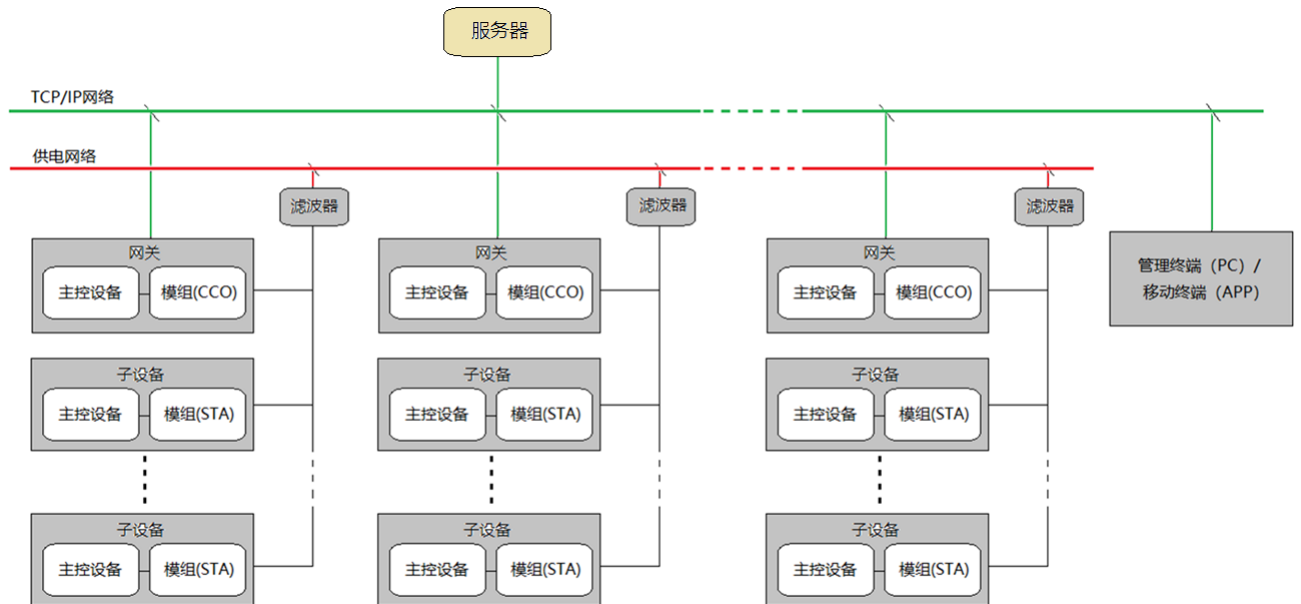 服务器
TCP/IP网络
供电网络
滤波器
滤波器
滤波器
网关
主控设备
模组(CCO)
网关
主控设备
模组(CCO)
网关
主控设备
模组(CCO)
管理终端（PC）/
移动终端（APP）
子设备
主控设备
模组(STA)
子设备
主控设备
模组(STA)
子设备
主控设备
模组(STA)
子设备
主控设备
模组(STA)
子设备
主控设备
模组(STA)
子设备
主控设备
模组(STA)